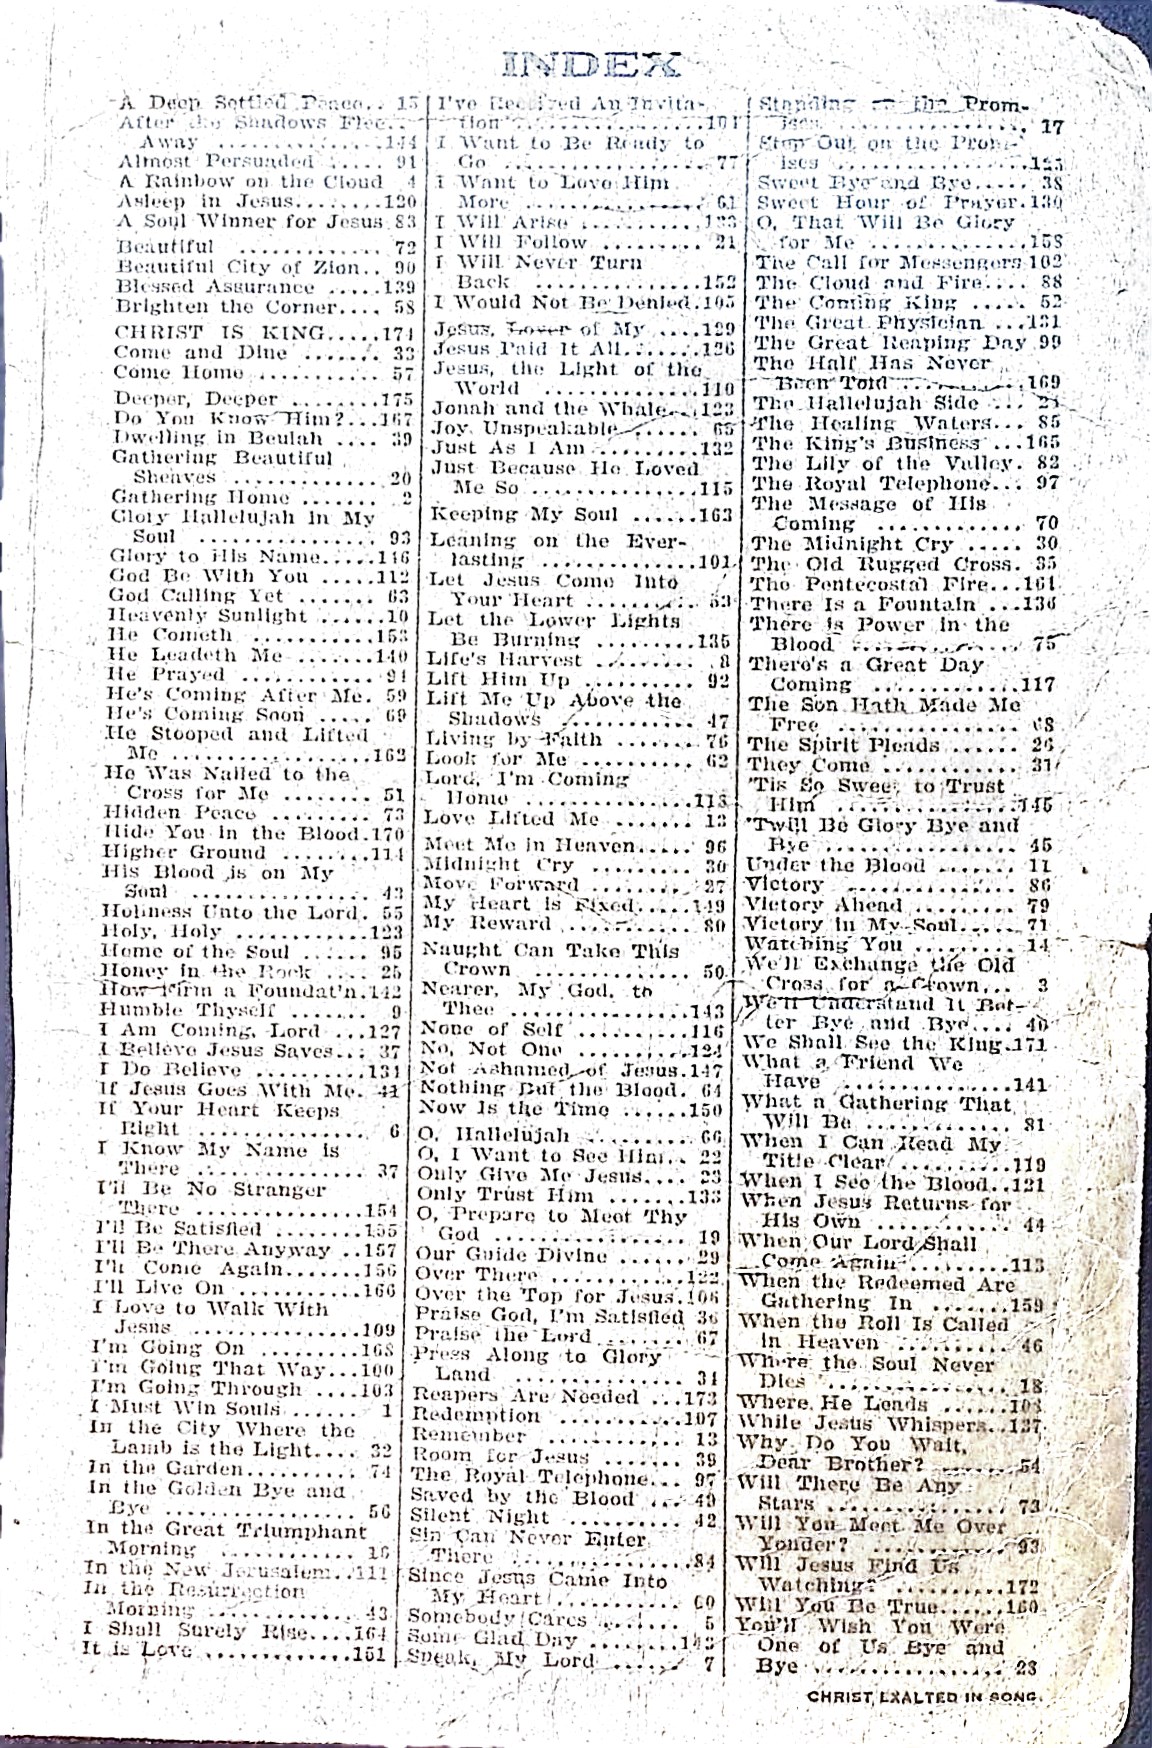 INDEX
A Deep Settled Peace.. 15
After the Shadows Flee
Away ..............144
Almost Persuaded ..... 91
A Rainbow on the Cloud 4
Asleep in Jesus........120
A Soul Winner for Jesus 83
Beautiful ............ 72
Beautiful City of Zion.. 90
Blessed Assurance .....139
Brighten the Corner.... 58
CHRIST IS KING.....174
Come and Dine ....... 33
Come Home .......... 57
Deeper, Deeper ........175
Do You Know Him?...167
Dwelling in Beulah .... 39
Gathering Beautiful
Sheaves ............. 20
Gathering Home ....... 2
Glory Hallelujah in My
Soul ............... 93
Glory to His Name.....146
God Be With You .....112
God Calling Yet ....... 63
Heavenly Sunlight ......10
He Cometh ..........153
He Leadeth Me .......140
He Prayed ...........
He's Coming After Me. 59
He's Coming Soon ..... 69
He Stooped and Lifted
Me ................162
He Was Nailed to the
Cross for Me ........ 51
Hidden Peace ......... 73
Hide You in the Blood.170
Higher Ground .......114
His Blood is on My
Soul ............... 43
Holiness Unto the Lord. 55
Holy, Holy ...........123
Home of the Soul ...... 95
Honey in the Rock .... 25
How Firm a Foundat'n.142
Humble Thyself ....... 9
I Am Coming, Lord ...127
I Believe Jesus Saves... 37
I Do Believe .........134
If Jesus Goes With Me. 41
If Your Heart Keeps
Right ............... 6
I Know My Name is
There .............. 37
I'll Be No Stranger
There ..............154
I'll Be Satisfied .......155
I'll Be There Anyway ..157
I'll Come Again.......156
I'll Live On ..........166
I Love to Walk With
Jesus ..............109
I'm Going On .........168
I'm Going That Way...100
I'm Going Through ....103
I Must Win Souls ...... 1
In the City Where the
Lamb is the Light.... 32
In the Garden.......... 74
In the Golden Bye and
Bye ................ 56
In the Great Triumphant
Morning ............ 16
In the New Jerusalem..111
In the Resurrection
Morning ............ 43
I Shall Surely Rise....164
It is Love ............151
I've Received An Invita-
tion ...............104
I Want to Be Ready to
Go ................ 77
I Want to Love Him
More .............. 61
I Will Arise ..........133
I Will Follow ......... 21
I Will Never Turn
Back ..............152
I Would Not Be Denied.105
Jesus, Lover of My ....129
Jesus Paid It All.......126
Jesus, the Light of the
World .............110
Jonah and the Whale...123
Joy Unspeakable ...... 65
Just As I Am .........132
Just Because He Loved
Me So .............115
Keeping My Soul ......163
Leaning on the Ever-
lasting ............101
Let Jesus Come Into
Your Heart .........
Let the Lower Lights
Be Burning .........135
Life's Harvest ......... 8
Lift Him Up .......... 92
Lift Me Up Above the
Shadows ........... 47
Living by Faith ....... 76
Look for Me .......... 62
Lord, I'm Coming
Home ..............118
Love Lifted Me ....... 12
Meet Me in Heaven..... 96
Midnight Cry ......... 30
Move Forward ........ 27
My Heart is Fixed.....149
My Reward ........... 80
Naught Can Take This
Crown ............. 50
Nearer, My God, to
Thee ..............143
None of Self .........116
No, Not One .........124
Not Ashamed of Jesus.147
Nothing But the Blood. 64
Now Is the Time ......150
O, Hallelujah ......... 66
O, I Want to See Him.. 22
Only Give Me Jesus.... 23
Only Trust Him .......133
O, Prepare to Meet Thy
God ............... 19
Our Guide Divine ...... 29
Over There ...........122
Over the Top for Jesus.106
Praise God, I'm Satisfied 36
Praise the Lord ....... 67
Press Along to Glory
Land .............. 34
Reapers Are Needed ...173
Redemption ..........107
Remember ........... 13
Room for Jesus ....... 39
The Royal Telephone... 97
Saved by the Blood .... 49
Silent Night .......... 42
Sin Can Never Enter
There ............. 84
Since Jesus Came Into
My Heart .......... 60
Somebody Cares ...... 5
Some Glad Day .......
Speak, My Lord ...... 7
Standing on the Prom-
ises ............... 17
Step Out on the Prom-
ises ...............125
Sweet Bye and Bye..... 38
Sweet Hour of Prayer.130
O, That Will Be Glory
for Me ............158
The Call for Messengers 102
The Cloud and Fire.... 88
The Coming King ..... 52
The Great Physician ...131
The Great Reaping Day 99
The Half Has Never
Been Told ..........169
The Hallelujah Side ...
The Healing Waters... 85
The King's Business ...165
The Lily of the Valley. 82
The Royal Telephone... 97
The Message of His
Coming ............ 70
The Midnight Cry ..... 30
The Old Rugged Cross. 35
The Pentecostal Fire...161
There Is a Fountain ...136
There is Power in the
Blood ............. 75
There's a Great Day
Coming ............117
The Son Hath Made Me
Free .............. 68
The Spirit Pleads ...... 26
They Come ........... 31
'Tis So Sweet to Trust
Him ..............145
'Twill Be Glory Bye and
Bye ............... 45
Under the Blood ...... 11
Victory .............. 86
Victory Ahead ........ 79
Victory in My Soul..... 71
Watching You ........ 14
We'll Exchange the Old
Cross for a Crown... 3
We'll Understand It Bet-
ter Bye and Bye.... 40
We Shall See the King.171
What a Friend We
Have ..............141
What a Gathering That
Will Be ............ 81
When I Can Read My
Title Clear .........119
When I See the Blood..121
When Jesus Returns for
His Own ........... 44
When Our Lord Shall
Come Again ........113
When the Redeemed Are
Gathering In .......159
When the Roll Is Called
in Heaven ......... 46
Where the Soul Never
Dies .............. 18
Where He Leads ......108
While Jesus Whispers..137
Why Do You Wait,
Dear Brother? ...... 54
Will There Be Any
Stars .............. 73
Will You Meet Me Over
Yonder? ........... 93
Will Jesus Find Us
Watching? .........172
Will You Be True......160
You'll Wish You Were
One of Us Bye and
Bye ............... 28
CHRIST EXALTED IN SONG.